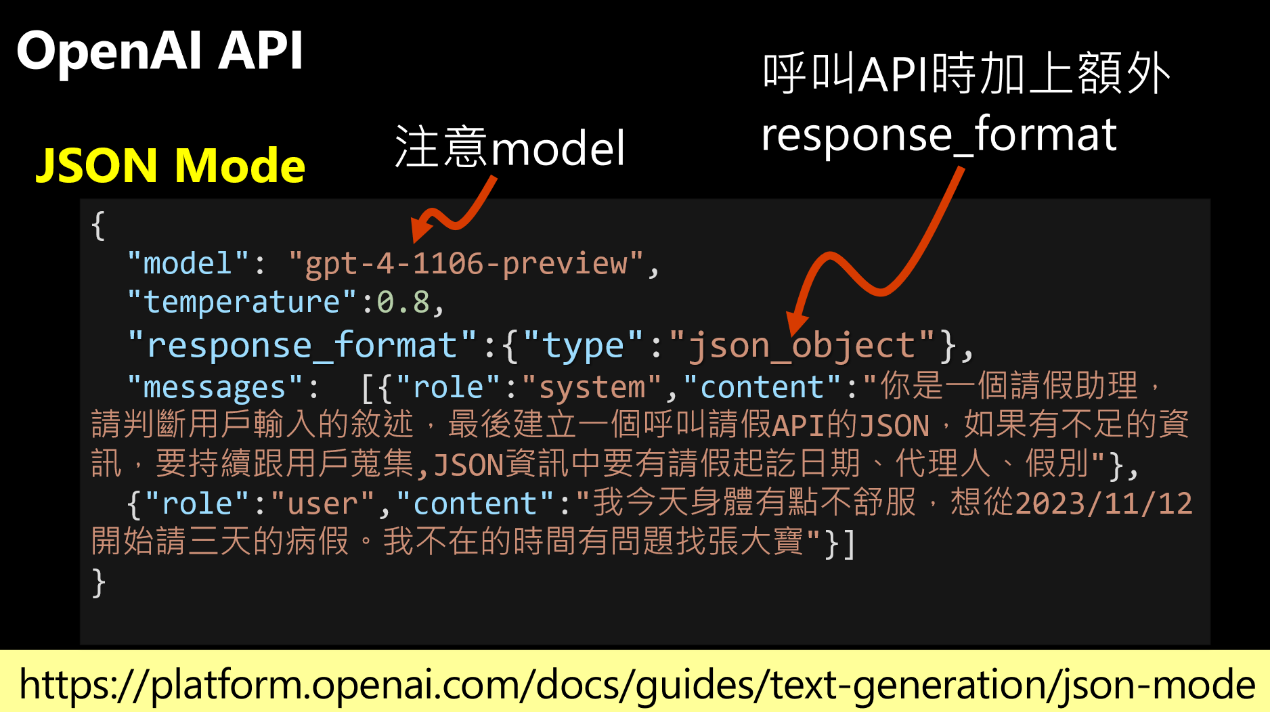 OpenAI API
呼叫API時加上額外
response_format
注意model
JSON Mode
{
"model": "gpt-4-1106-preview",
"temperature":0.8,
"response_format":{"type":"json_object"},
"messages": [{"role":"system","content":"你是一個請假助理，
請判斷用戶輸入的敘述，最後建立一個呼叫請假API的JSON，如果有不足的資
訊，要持續跟用戶蒐集,JSON資訊中要有請假起訖日期、代理人、假別"},
{"role":"user","content":"我今天身體有點不舒服，想從2023/11/12
開始請三天的病假。我不在的時間有問題找張大寶"}]
}
https://platform.openai.com/docs/guides/text-generation/json-mode